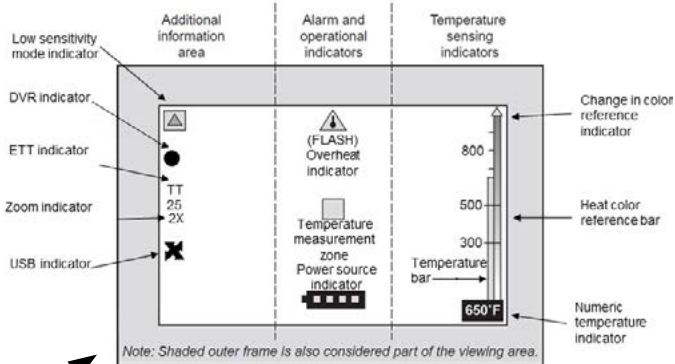 Additional
information
area
Alarm and
operational
indicators
Temperature
sensing
indicators
Low sensitivity
mode indicator
DVR indicator
ETT indicator
Zoom indicator
USB indicator
TT
25
2X
(FLASH)
Overheat
indicator
Temperature
measurement
zone
Power source
indicator
800
500
300
Temperature
bar
650°F
Change in color
reference
indicator
Heat color
reference bar
Numeric
temperature
indicator
Note: Shaded outer frame is also considered part of the viewing area.